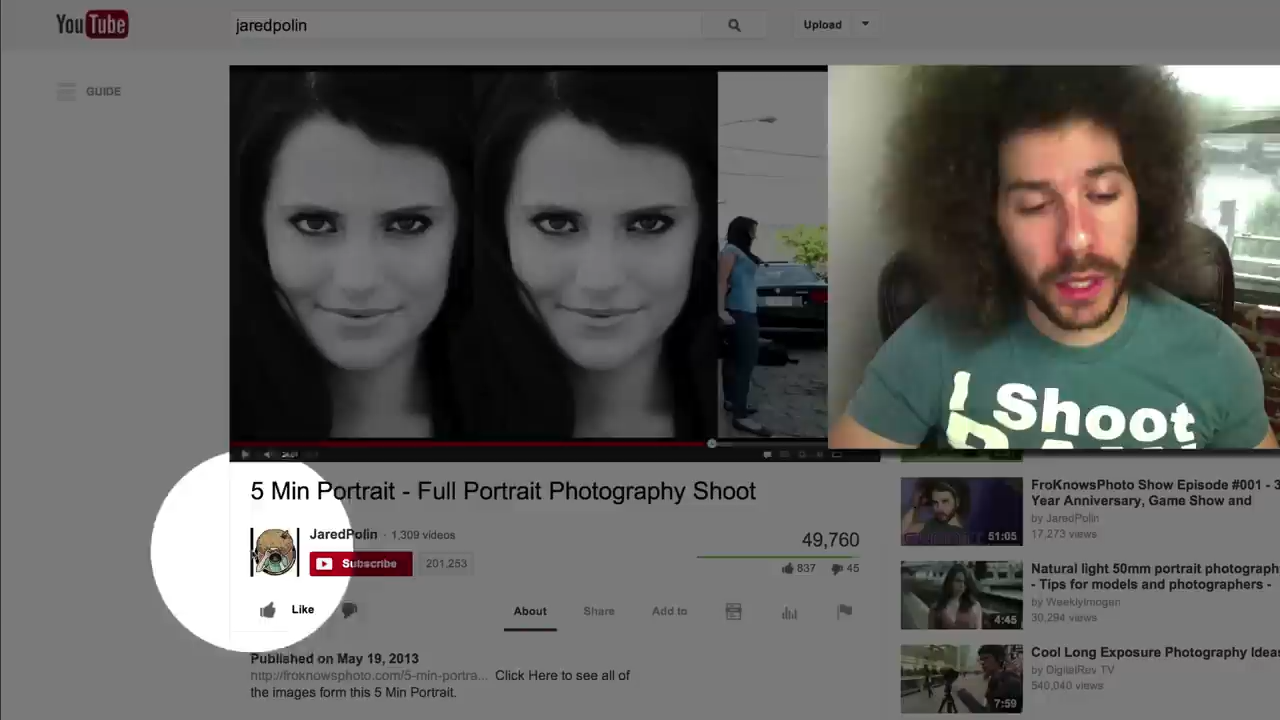 YouTube
jaredpolin
Upload
GUIDE
I Shoot
5 Min Portrait - Full Portrait Photography Shoot
JaredPolin · 1,309 videos
Subscribe 201,253
49,760
837 45
Like
About Share Add to
Published on May 19, 2013
http://froknowsphoto.com/5-min-portra... Click Here to see all of
the images form this 5 Min Portrait.
FroKnowsPhoto Show Episode #001 - 3
Year Anniversary, Game Show and
by JaredPolin
17,273 views
51:05
Natural light 50mm portrait photograph
- Tips for models and photographers -
by WeeklyImogen
30,294 views
4:45
Cool Long Exposure Photography Ideas
by DigitalRev TV
540,040 views
7:59